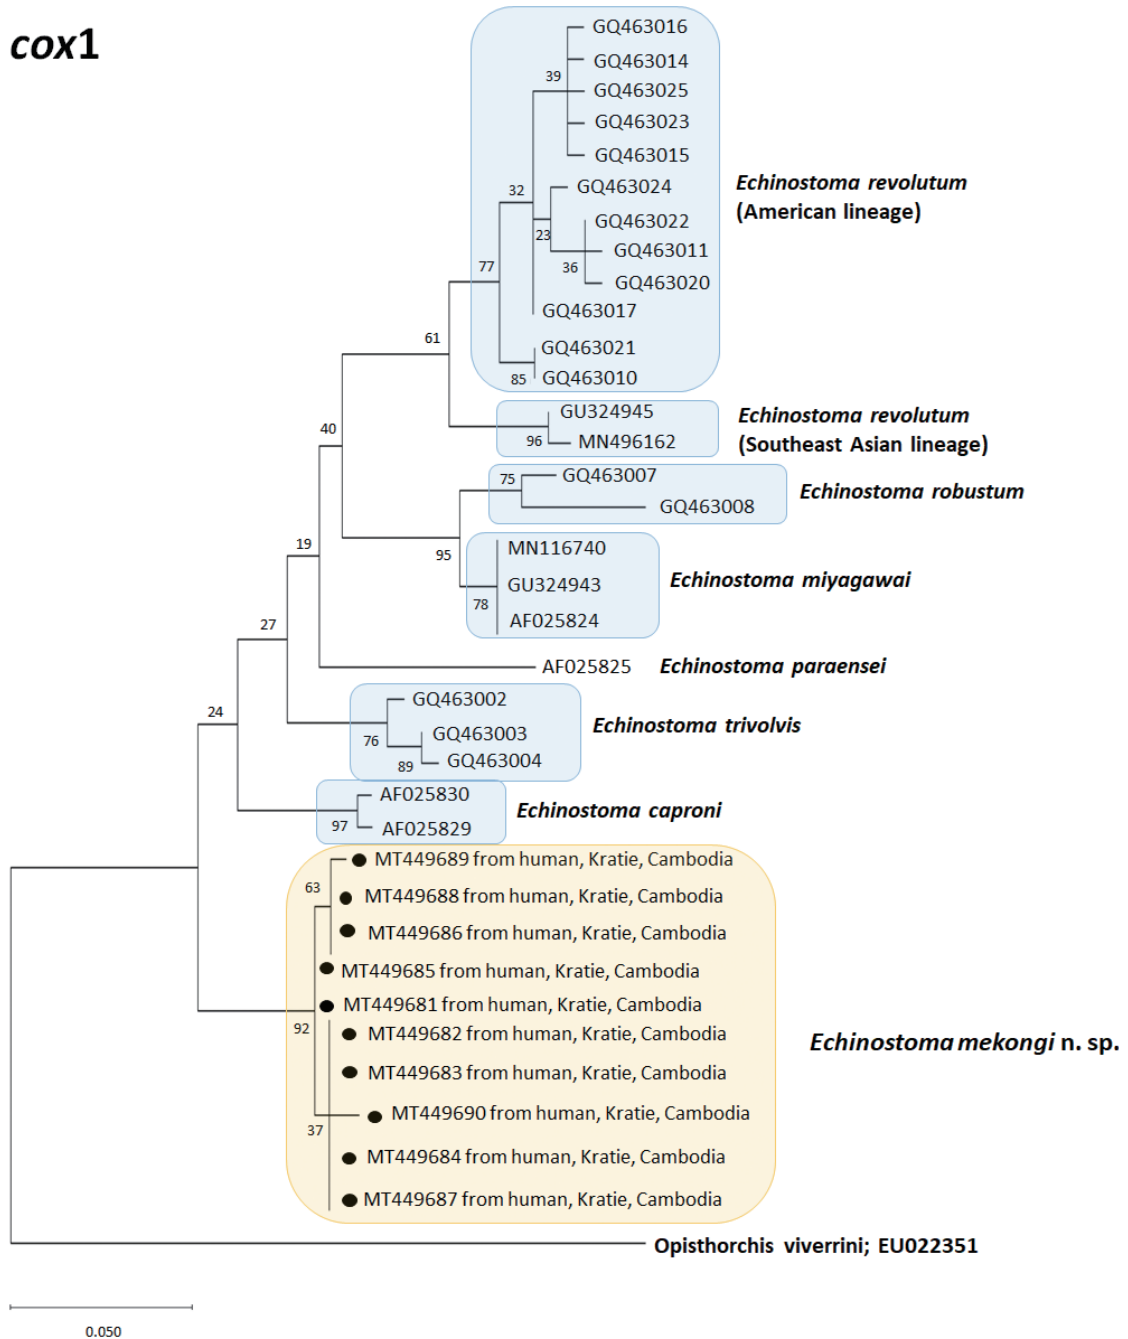 cox1
GQ463016
GQ463014
39
GQ463025
GQ463023
GQ463015
Echinostoma revolutum
(American lineage)
32
GQ463024
GQ463022
23
GQ463011
36
77
GQ463020
GQ463017
61
GQ463021
85
GQ463010
GU324945
Echinostoma revolutum
(Southeast Asian lineage)
40
96
MN496162
75
GQ463007
Echinostoma robustum
GQ463008
19
95
MN116740
GU324943
Echinostoma miyagawai
78
AF025824
27
AF025825
Echinostoma paraensei
24
GQ463002
Echinostoma trivolvis
76
GQ463003
89
GQ463004
AF025830
Echinostoma caproni
97
AF025829
MT449689 from human, Kratie, Cambodia
63
MT449688 from human, Kratie, Cambodia
MT449686 from human, Kratie, Cambodia
MT449685 from human, Kratie, Cambodia
MT449681 from human, Kratie, Cambodia
92
MT449682 from human, Kratie, Cambodia
Echinostoma mekongi n. sp.
MT449683 from human, Kratie, Cambodia
MT449690 from human, Kratie, Cambodia
37
MT449684 from human, Kratie, Cambodia
MT449687 from human, Kratie, Cambodia
Opisthorchis viverrini; EU022351
0.050